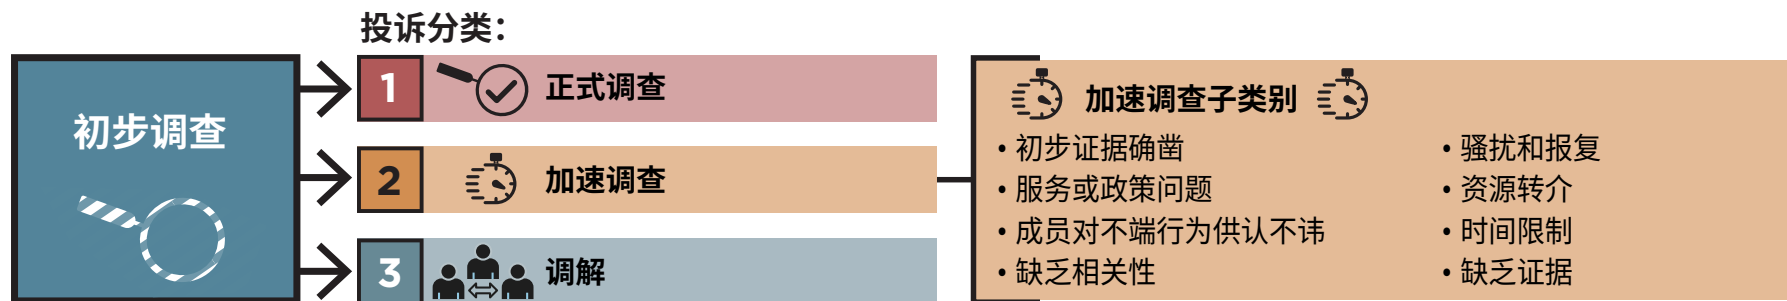 投诉分类：
初步调查
1
正式调查
2
加速调查
3
调解
加速调查子类别
• 初步证据确凿
• 服务或政策问题
• 成员对不端行为供认不讳
• 缺乏相关性
• 骚扰和报复
• 资源转介
• 时间限制
• 缺乏证据